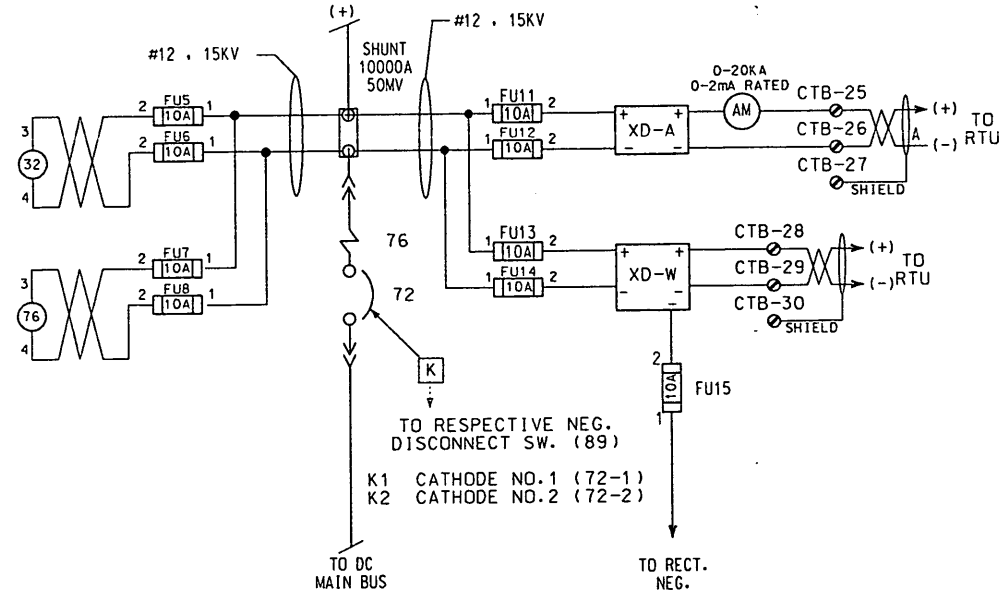 (+)
#12 , 15KV
#12 , 15KV
SHUNT
10000A
50MV
0-20KA
0-2mA RATED
AM
CTB-25
CTB-26
CTB-27
SHIELD
A
(+)
(-)
TO
RTU
2 FU5 1
10A
2 FU6 1
10A
3
32
4
1 FU11 2
10A
1 FU12 2
10A
+ +
XD-A
- -
2 FU7 1
10A
2 FU8 1
10A
3
76
4
76
72
K
1 FU13 2
10A
1 FU14 2
10A
+ +
XD-W
- -
-
CTB-28
CTB-29
CTB-30
SHIELD
(+)
(-)
TO
RTU
2
10A
1
FU15
TO RESPECTIVE NEG.
DISCONNECT SW. (89)
K1 CATHODE NO.1 (72-1)
K2 CATHODE NO.2 (72-2)
TO DC
MAIN BUS
TO RECT.
NEG.